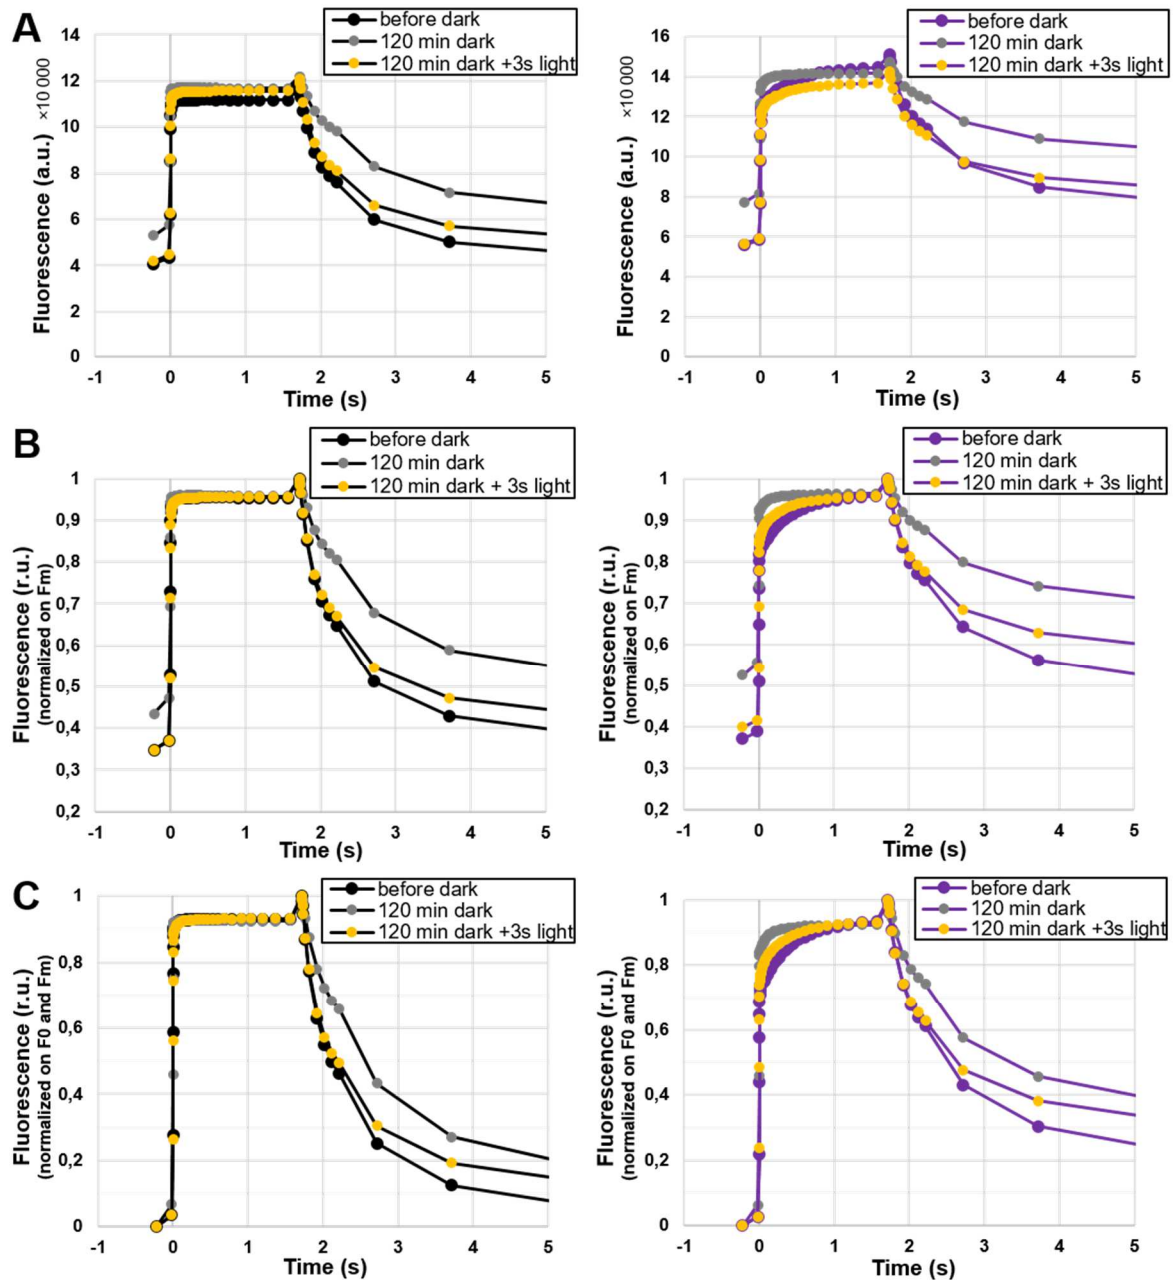 A
before dark
120 min dark
120 min dark +3s light
14
12
10
8
6
4
2
0
×10 000
Fluorescence (a.u.)
-1 0 1 2 3 4 5
Time (s)
before dark
120 min dark
120 min dark +3s light
16
14
12
10
8
6
4
2
0
×10 000
Fluorescence (a.u.)
-1 0 1 2 3 4 5
Time (s)
B
before dark
120 min dark
120 min dark + 3s light
1
0,9
0,8
0,7
0,6
0,5
0,4
0,3
0,2
Fluorescence (r.u.)
(normalized on Fm)
-1 0 1 2 3 4 5
Time (s)
before dark
120 min dark
120 min dark + 3s light
1
0,9
0,8
0,7
0,6
0,5
0,4
0,3
0,2
Fluorescence (r.u.)
(normalized on Fm)
-1 0 1 2 3 4 5
Time (s)
C
before dark
120 min dark
120 min dark +3s light
1
0,8
0,6
0,4
0,2
0
Fluorescence (r.u.)
(normalized on F0 and Fm)
-1 0 1 2 3 4 5
Time (s)
before dark
120 min dark
120 min dark +3s light
1
0,8
0,6
0,4
0,2
0
Fluorescence (r.u.)
(normalized on F0 and Fm)
-1 0 1 2 3 4 5
Time (s)